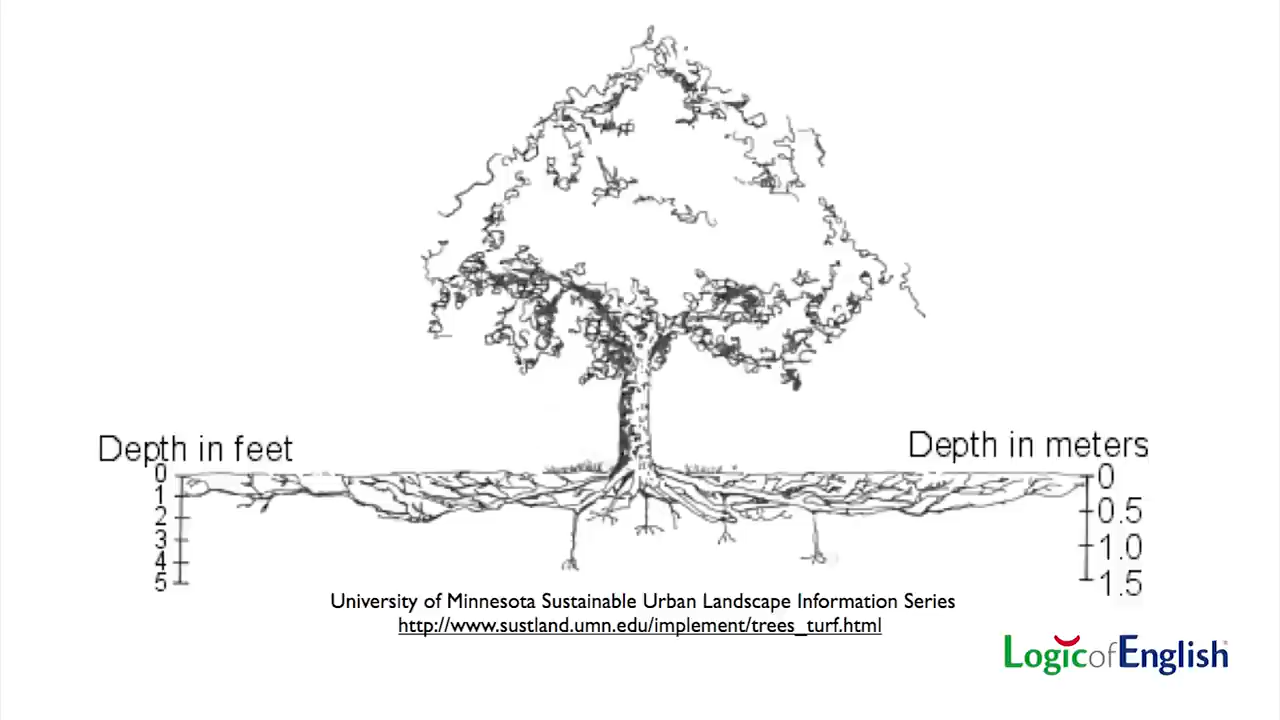 Depth in feet
Depth in meters
0
1
2
3
4
5
0
0.5
1.0
1.5
University of Minnesota Sustainable Urban Landscape Information Series
http://www.sustland.umn.edu/implement/trees_turf.html
LogicofEnglish